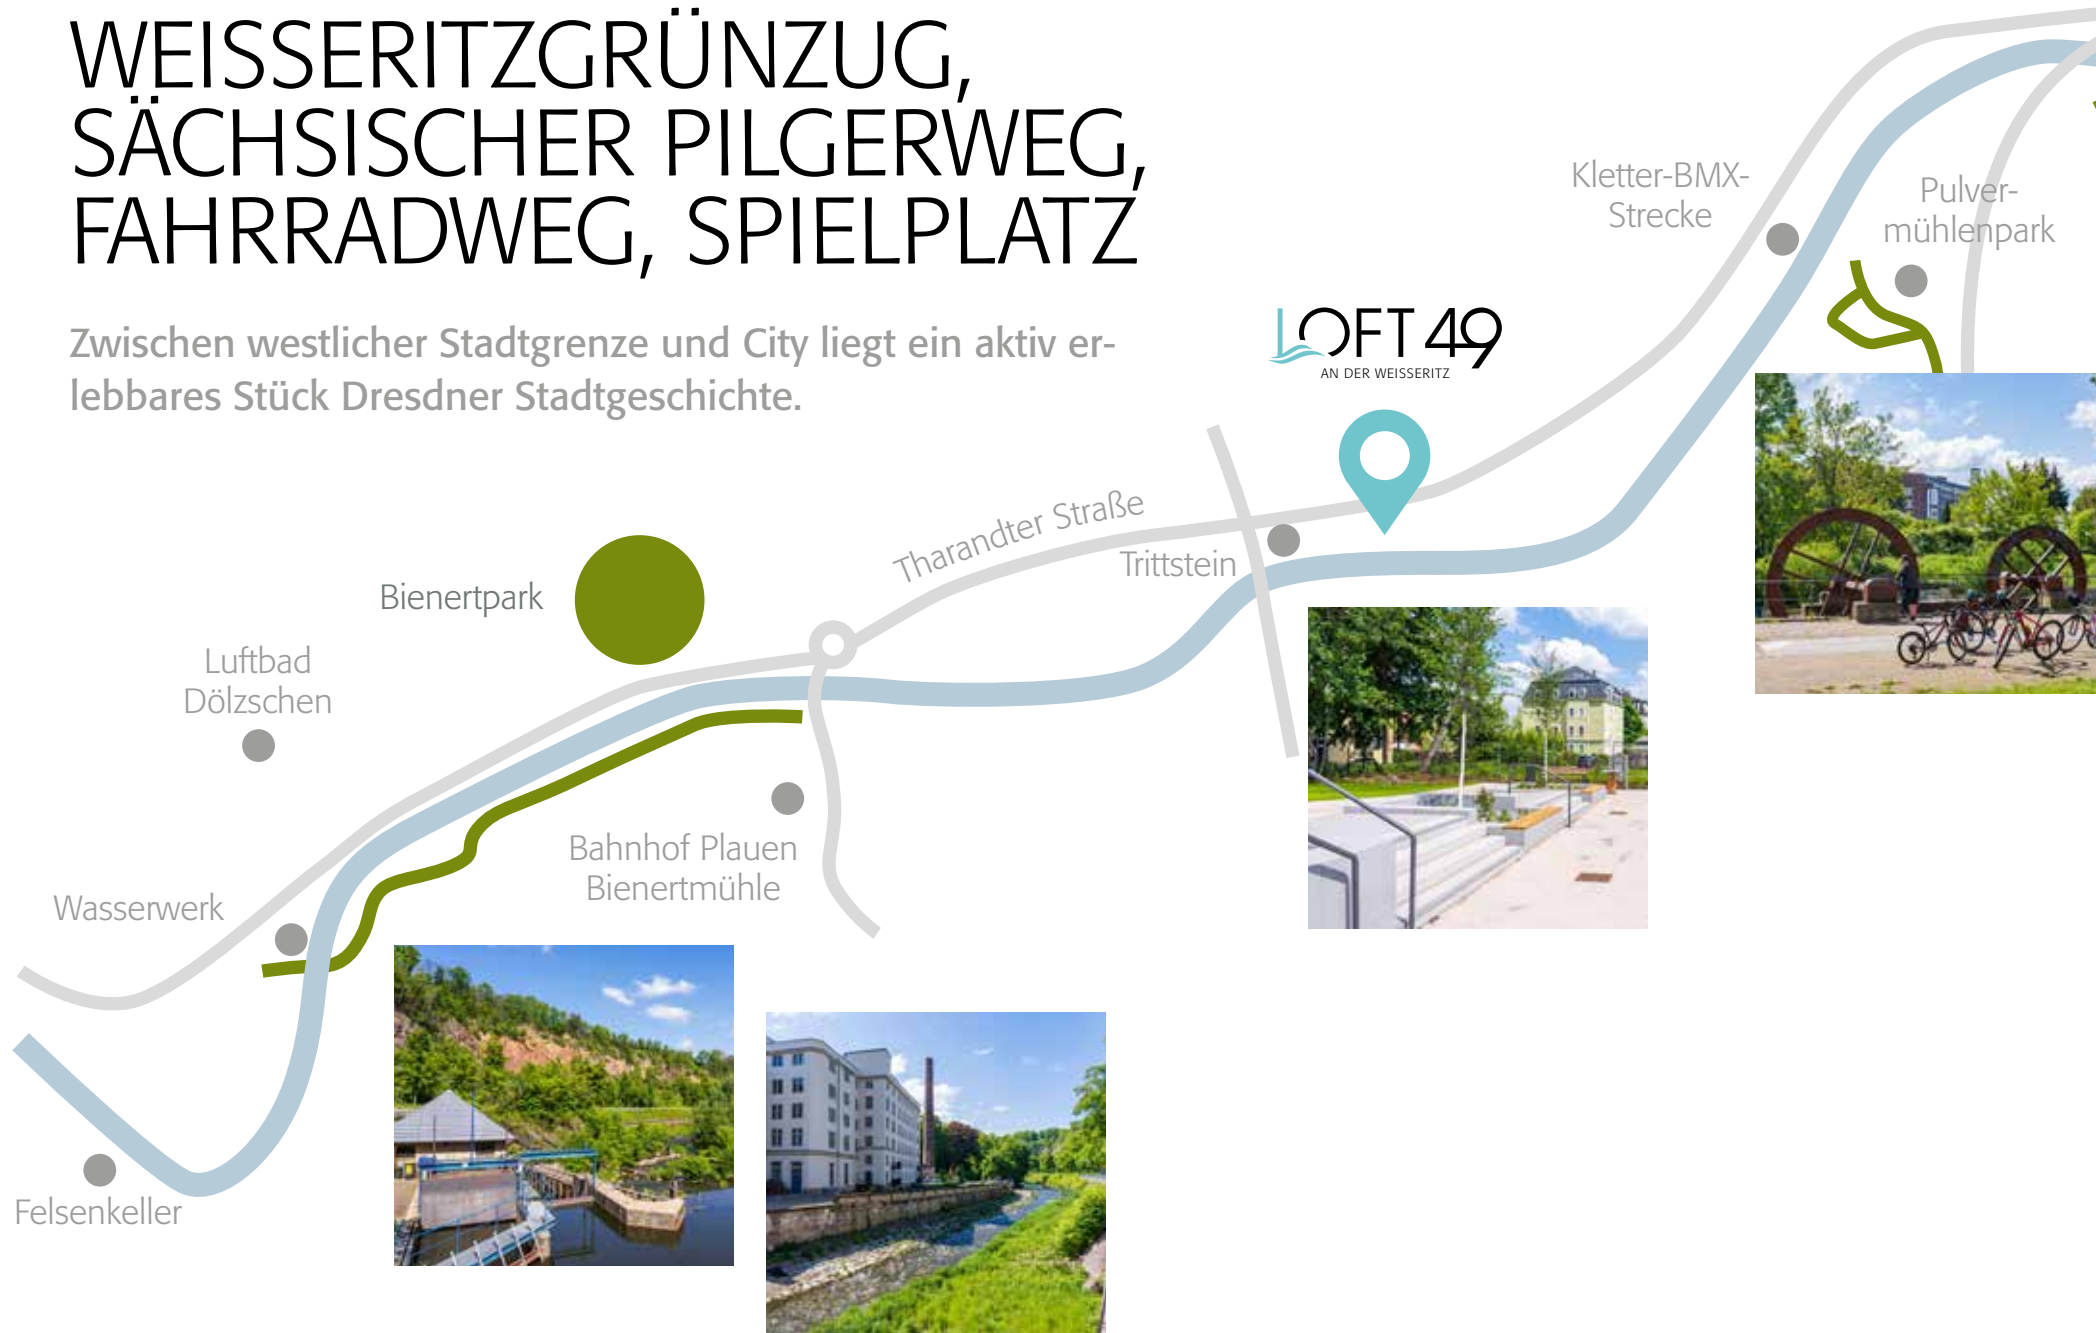 WEISSERITZGRÜNZUG,
SÄCHSISCHER PILGERWEG,
FAHRRADWEG, SPIELPLATZ
Zwischen westlicher Stadtgrenze und City liegt ein aktiv er-
lebbares Stück Dresdner Stadtgeschichte.
Kletter-BMX-
Strecke
Pulver-
mühlenpark
LOFT 49
AN DER WEISSERITZ
Tharandter Straße
Trittstein
Bienertpark
Luftbad
Dölzschen
Bahnhof Plauen
Bienertmühle
Wasserwerk
Felsenkeller